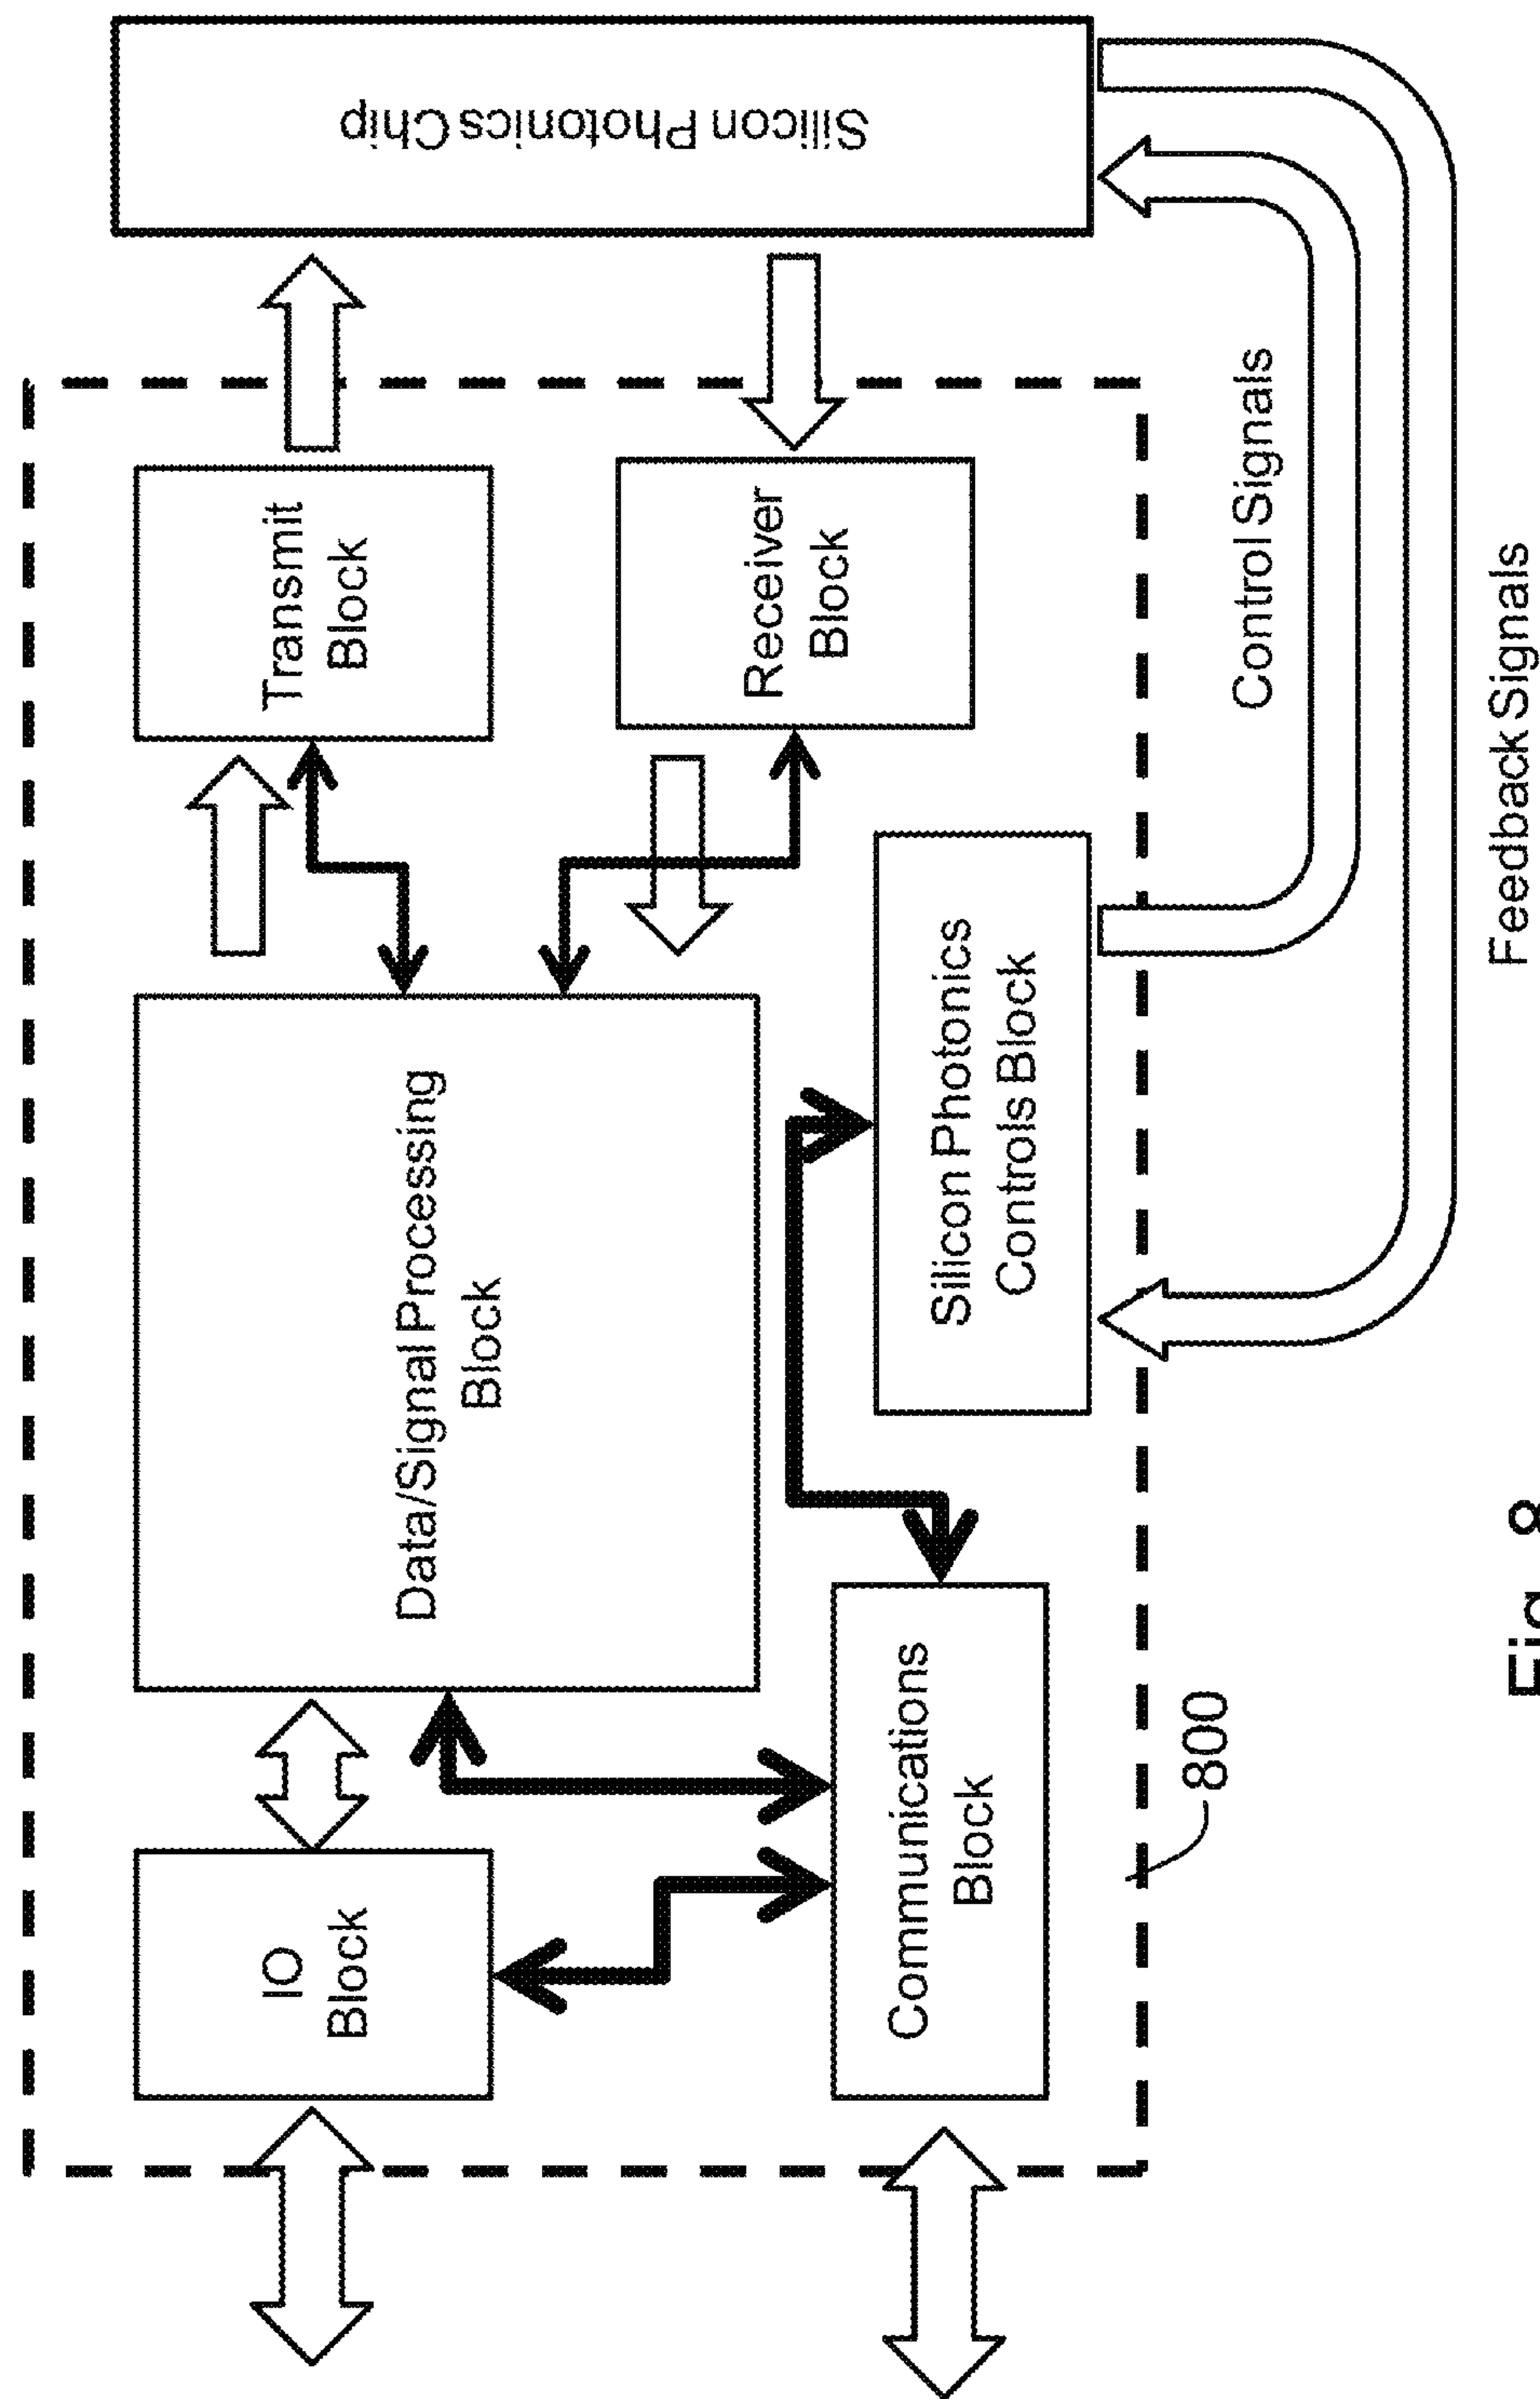 IO
Block
Data/Signal Processing
Block
Transmit
Block
Silicon Photonics Chip
Receiver
Block
Communications
Block
Silicon Photonics
Controls Block
800
Control Signals
Feedback Signals
Fig. 8